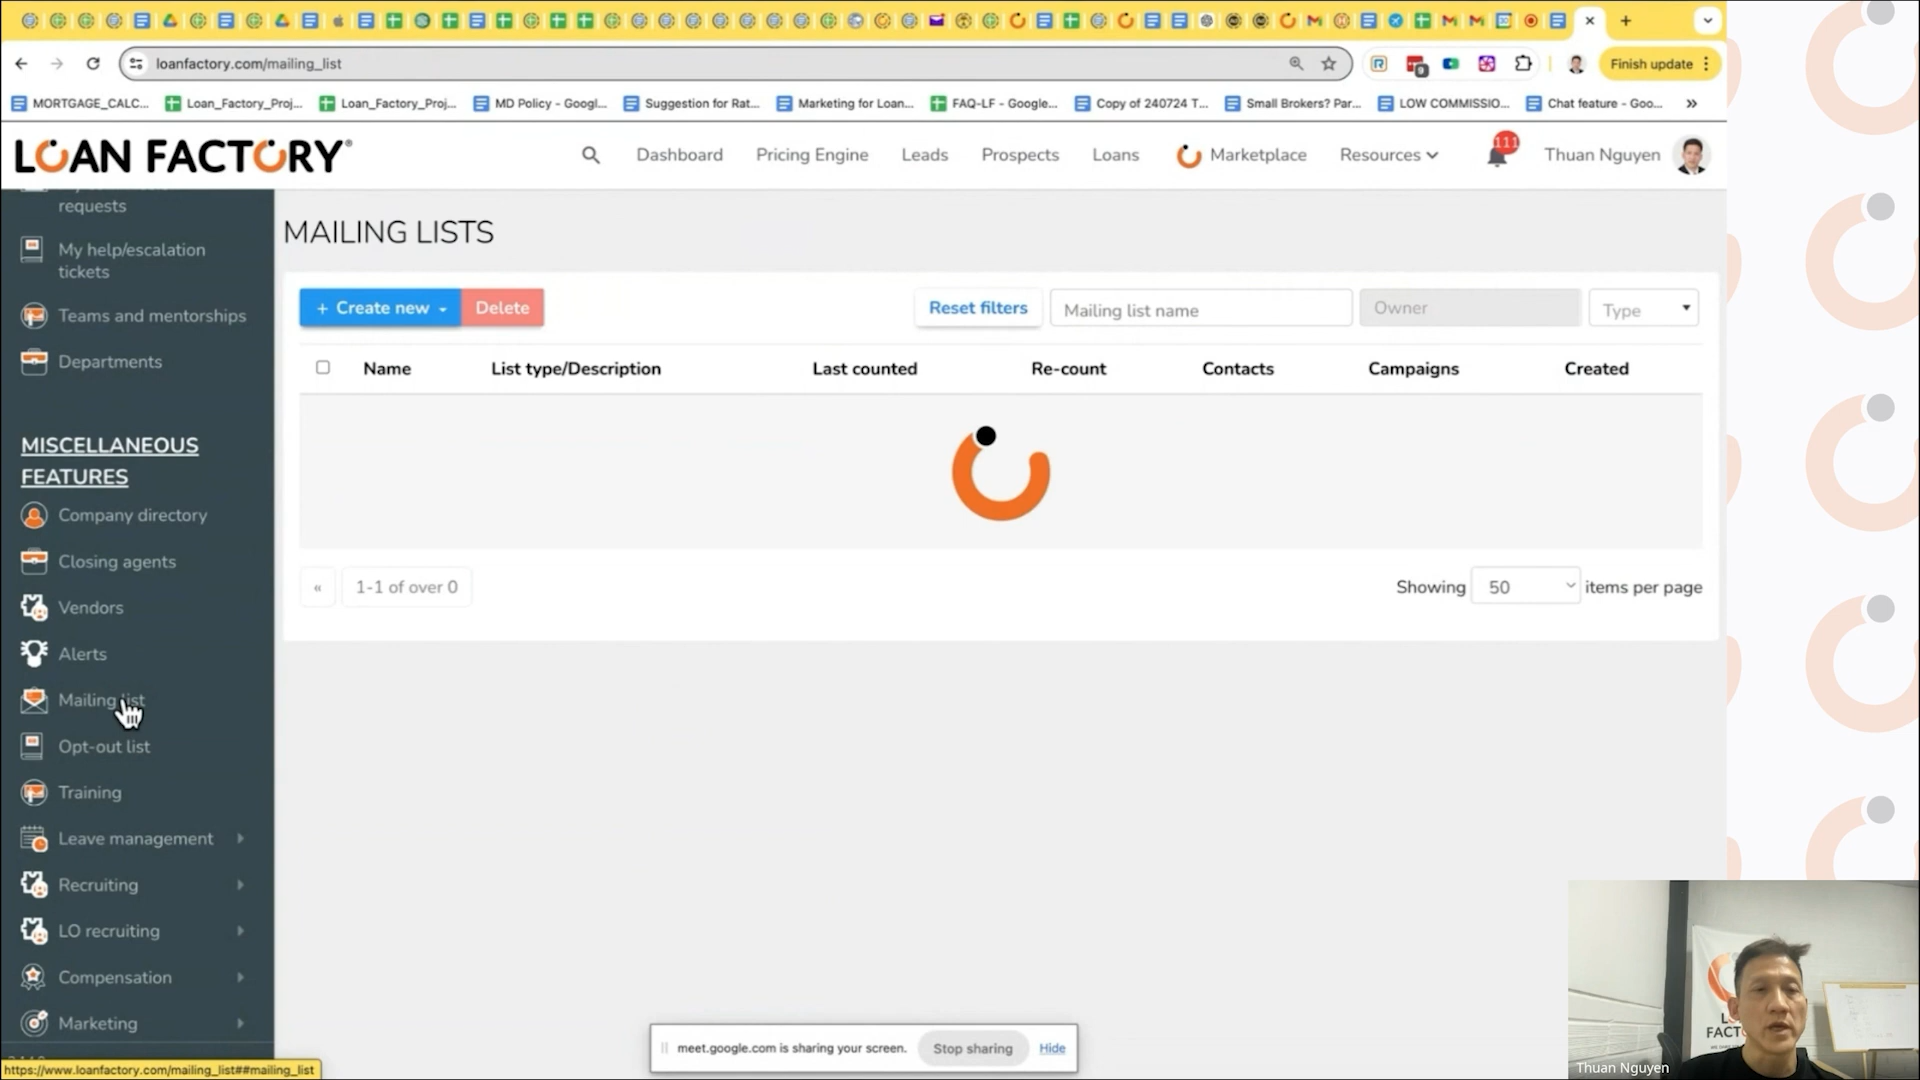 loanfactory.com/mailing_list
Finish update
MORTGAGE_CALC...
Loan_Factory_Proj...
Loan_Factory_Proj...
MD Policy - Googl...
Suggestion for Rat...
Marketing for Loan...
FAQ-LF - Google...
Copy of 240724 T...
Small Brokers? Par...
LOW COMMISSIO...
Chat feature - Goo...
»
LOAN FACTORY®
Dashboard
Pricing Engine
Leads
Prospects
Loans
Marketplace
Resources
111
Thuan Nguyen
requests
My help/escalation
tickets
Teams and mentorships
Departments
MISCELLANEOUS
FEATURES
Company directory
Closing agents
Vendors
Alerts
Mailing list
Opt-out list
Training
Leave management
Recruiting
LO recruiting
Compensation
Marketing
MAILING LISTS
+ Create new
Delete
Reset filters
Mailing list name
Owner
Type
Name
List type/Description
Last counted
Re-count
Contacts
Campaigns
Created
«
1-1 of over 0
Showing
50
items per page
meet.google.com is sharing your screen.
Stop sharing
Hide
https://www.loanfactory.com/mailing_list##mailing_list
Thuan Nguyen